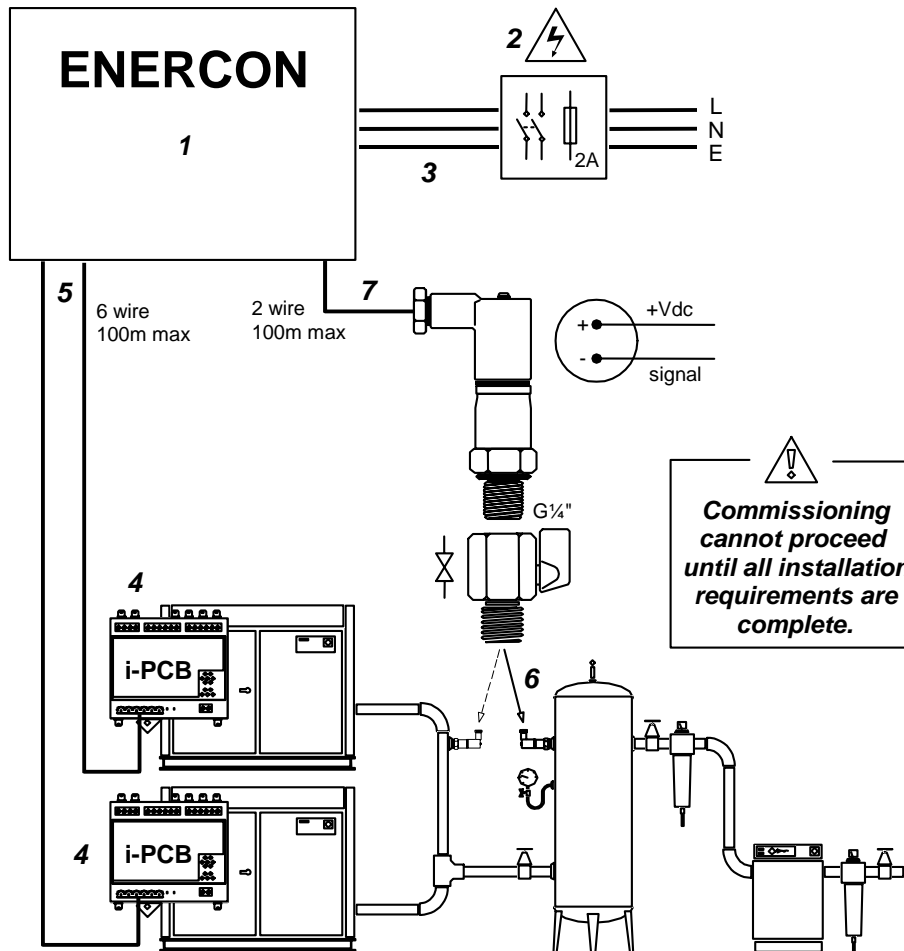 ENERCON
1
2
L
N
E
2A
3
5
6 wire
100m max
2 wire
100m max
7
+Vdc
+
-
signal
G¼"
!
Commissioning
cannot proceed
until all installation
requirements are
complete.
4
i-PCB
6
4
i-PCB